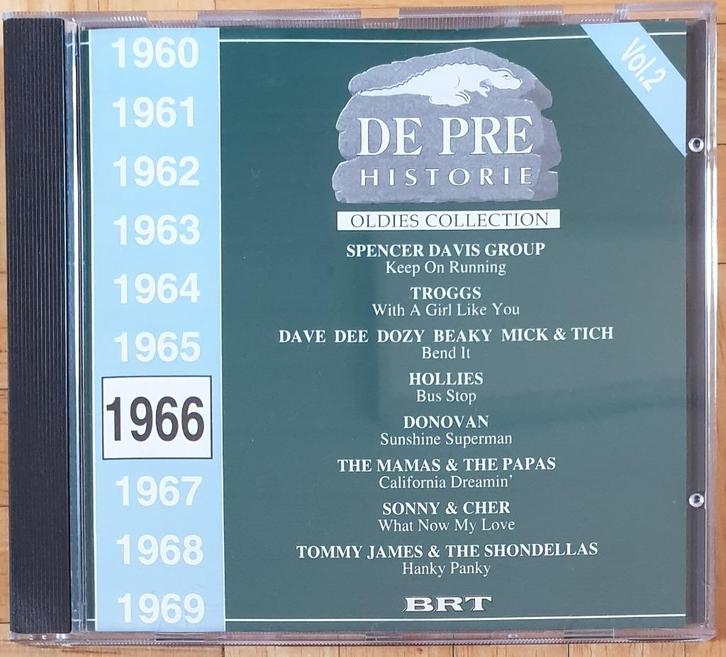 1960
1961
1962
1963
1964
1965
1966
1967
1968
1969
Vol.2
DE PRE
HISTORIE
OLDIES COLLECTION
SPENCER DAVIS GROUP
Keep On Running
TROGGS
With A Girl Like You
DAVE DEE DOZY BEAKY MICK & TICH
Bend It
HOLLIES
Bus Stop
DONOVAN
Sunshine Superman
THE MAMAS & THE PAPAS
California Dreamin'
SONNY & CHER
What Now My Love
TOMMY JAMES & THE SHONDELLAS
Hanky Panky
BRT